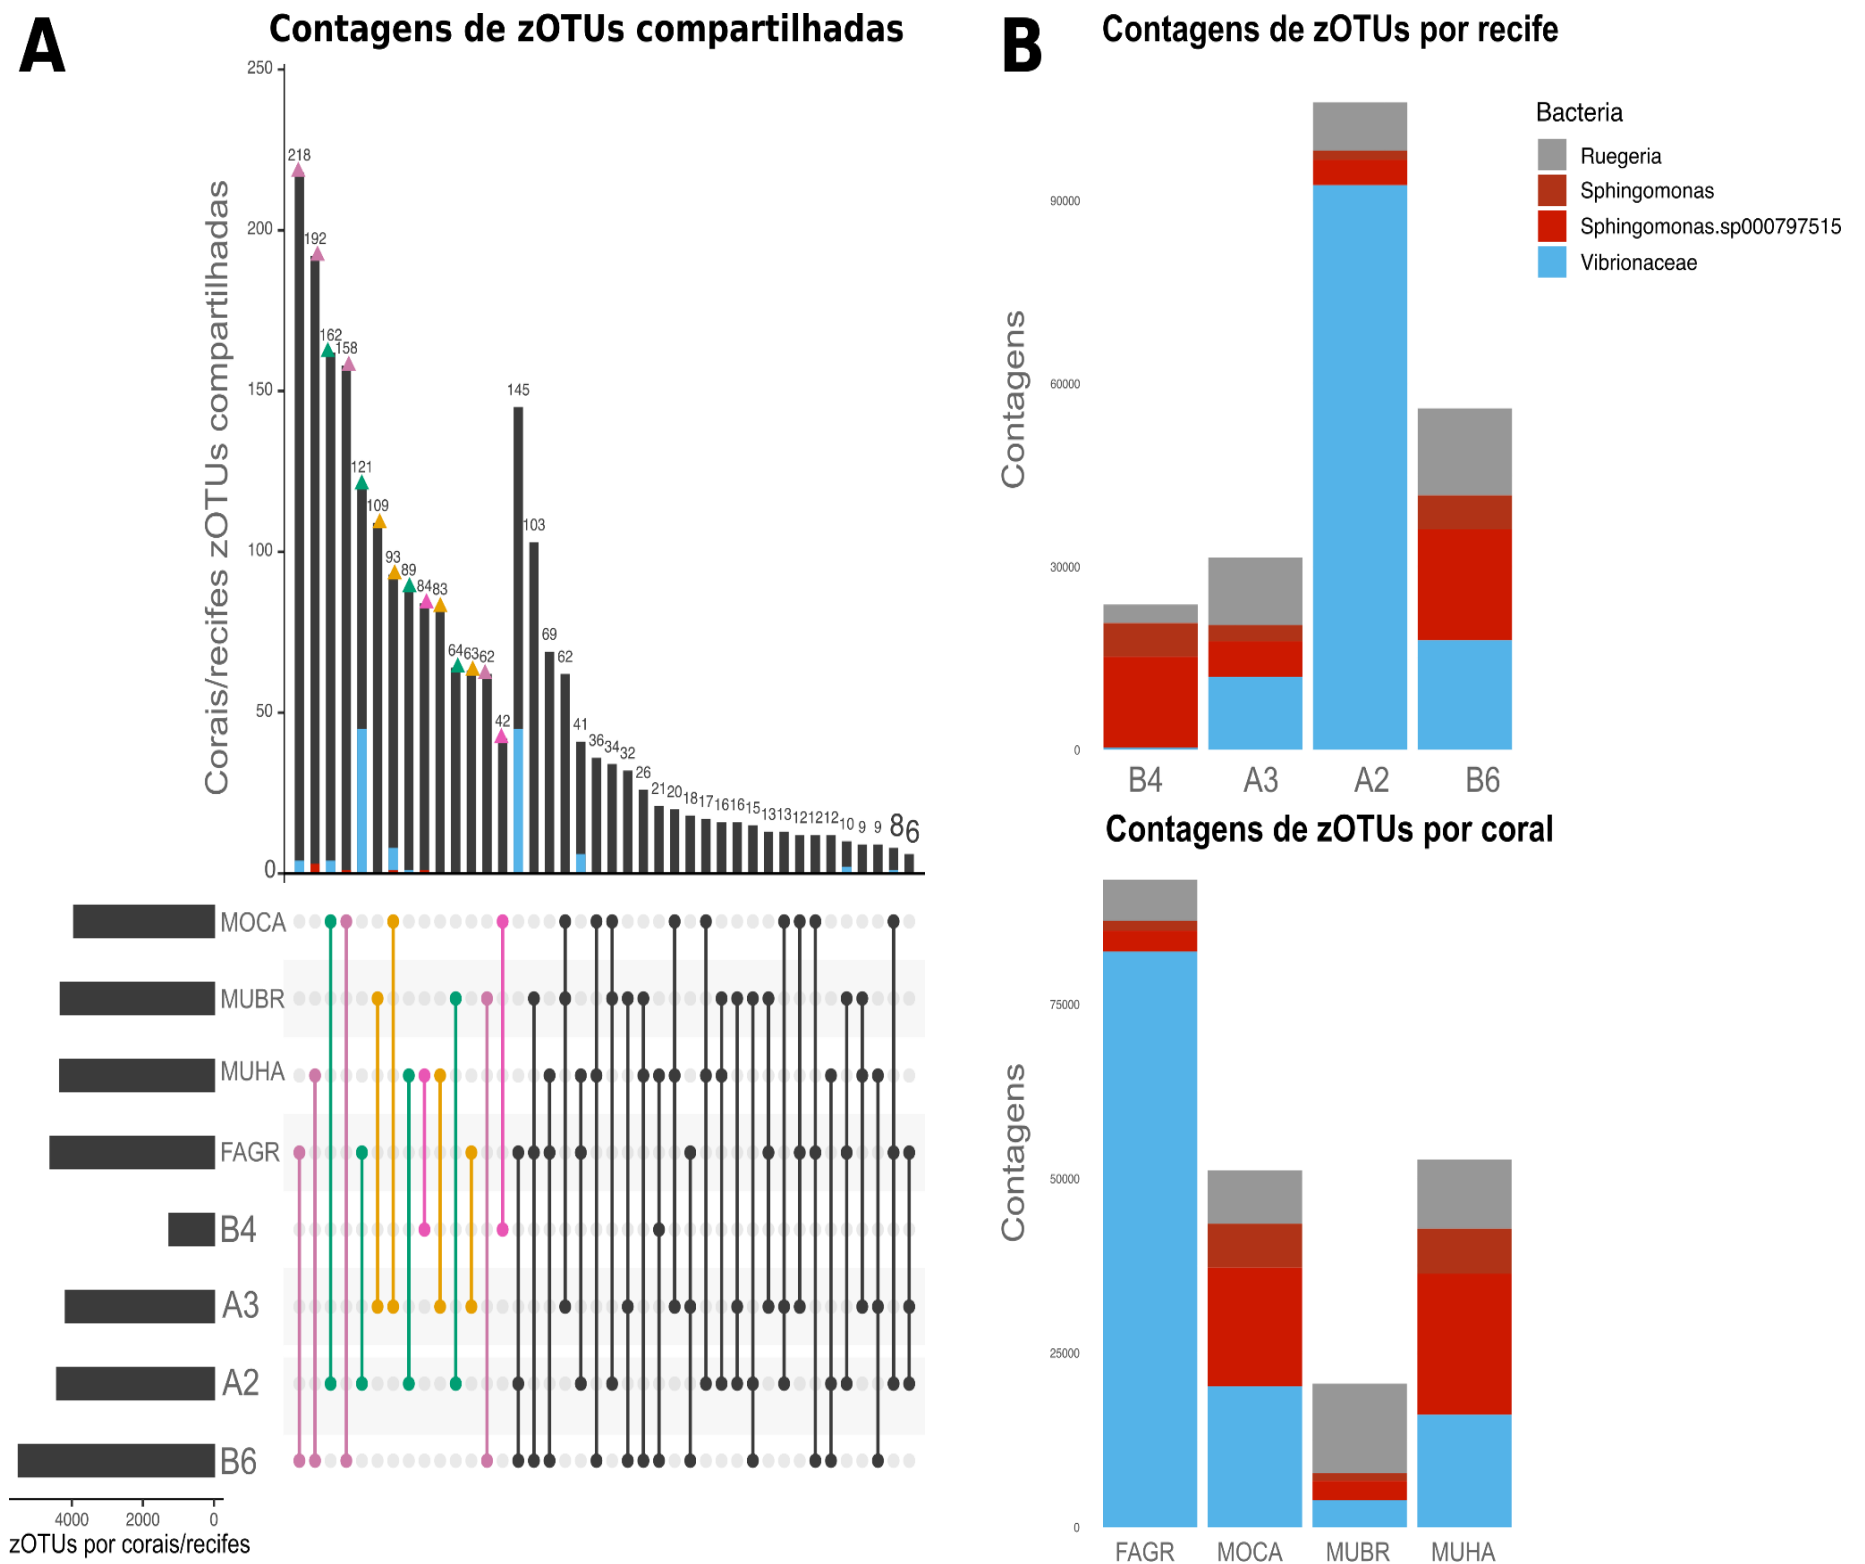 A
Contagens de zOTUs compartilhadas
Corais/recifes zOTUs compartilhadas
250
200
150
100
50
0
218
192
162
158
121
109
93
89
84
83
64
63
62
42
145
103
69
62
41
36
34
32
26
21
20
18
17
16
16
15
13
13
12
12
12
10
9
9
8
6
MOCA
MUBR
MUHA
FAGR
B4
A3
A2
B6
4000
2000
0
zOTUs por corais/recifes
B
Contagens de zOTUs por recife
Contagens
90000
60000
30000
0
B4
A3
A2
B6
Bacteria
Ruegeria
Sphingomonas
Sphingomonas.sp000797515
Vibrionaceae
Contagens de zOTUs por coral
Contagens
75000
50000
25000
0
FAGR
MOCA
MUBR
MUHA